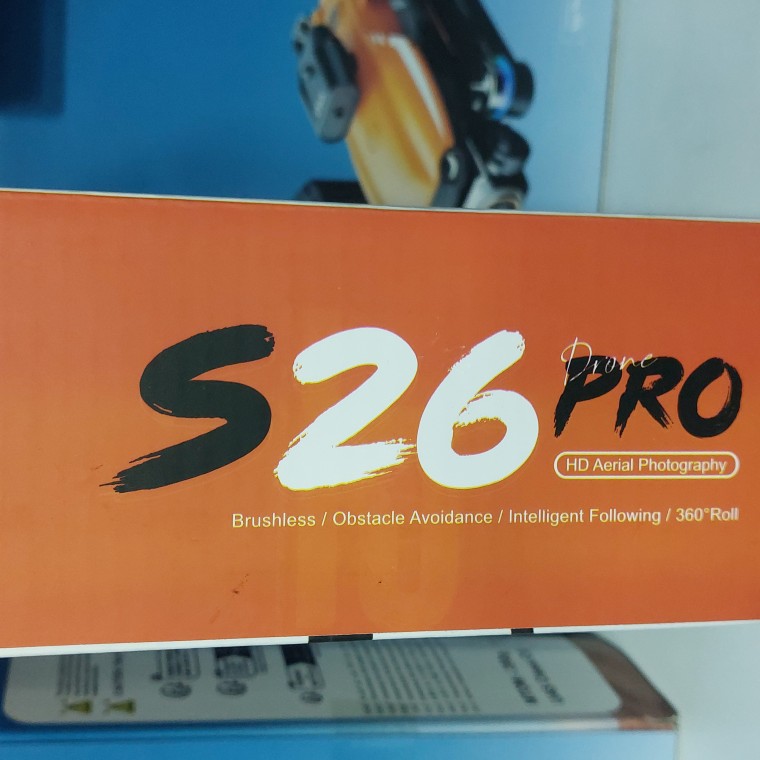 S26 PRO
Drone
HD Aerial Photography
Brushless / Obstacle Avoidance / Intelligent Following / 360°Roll